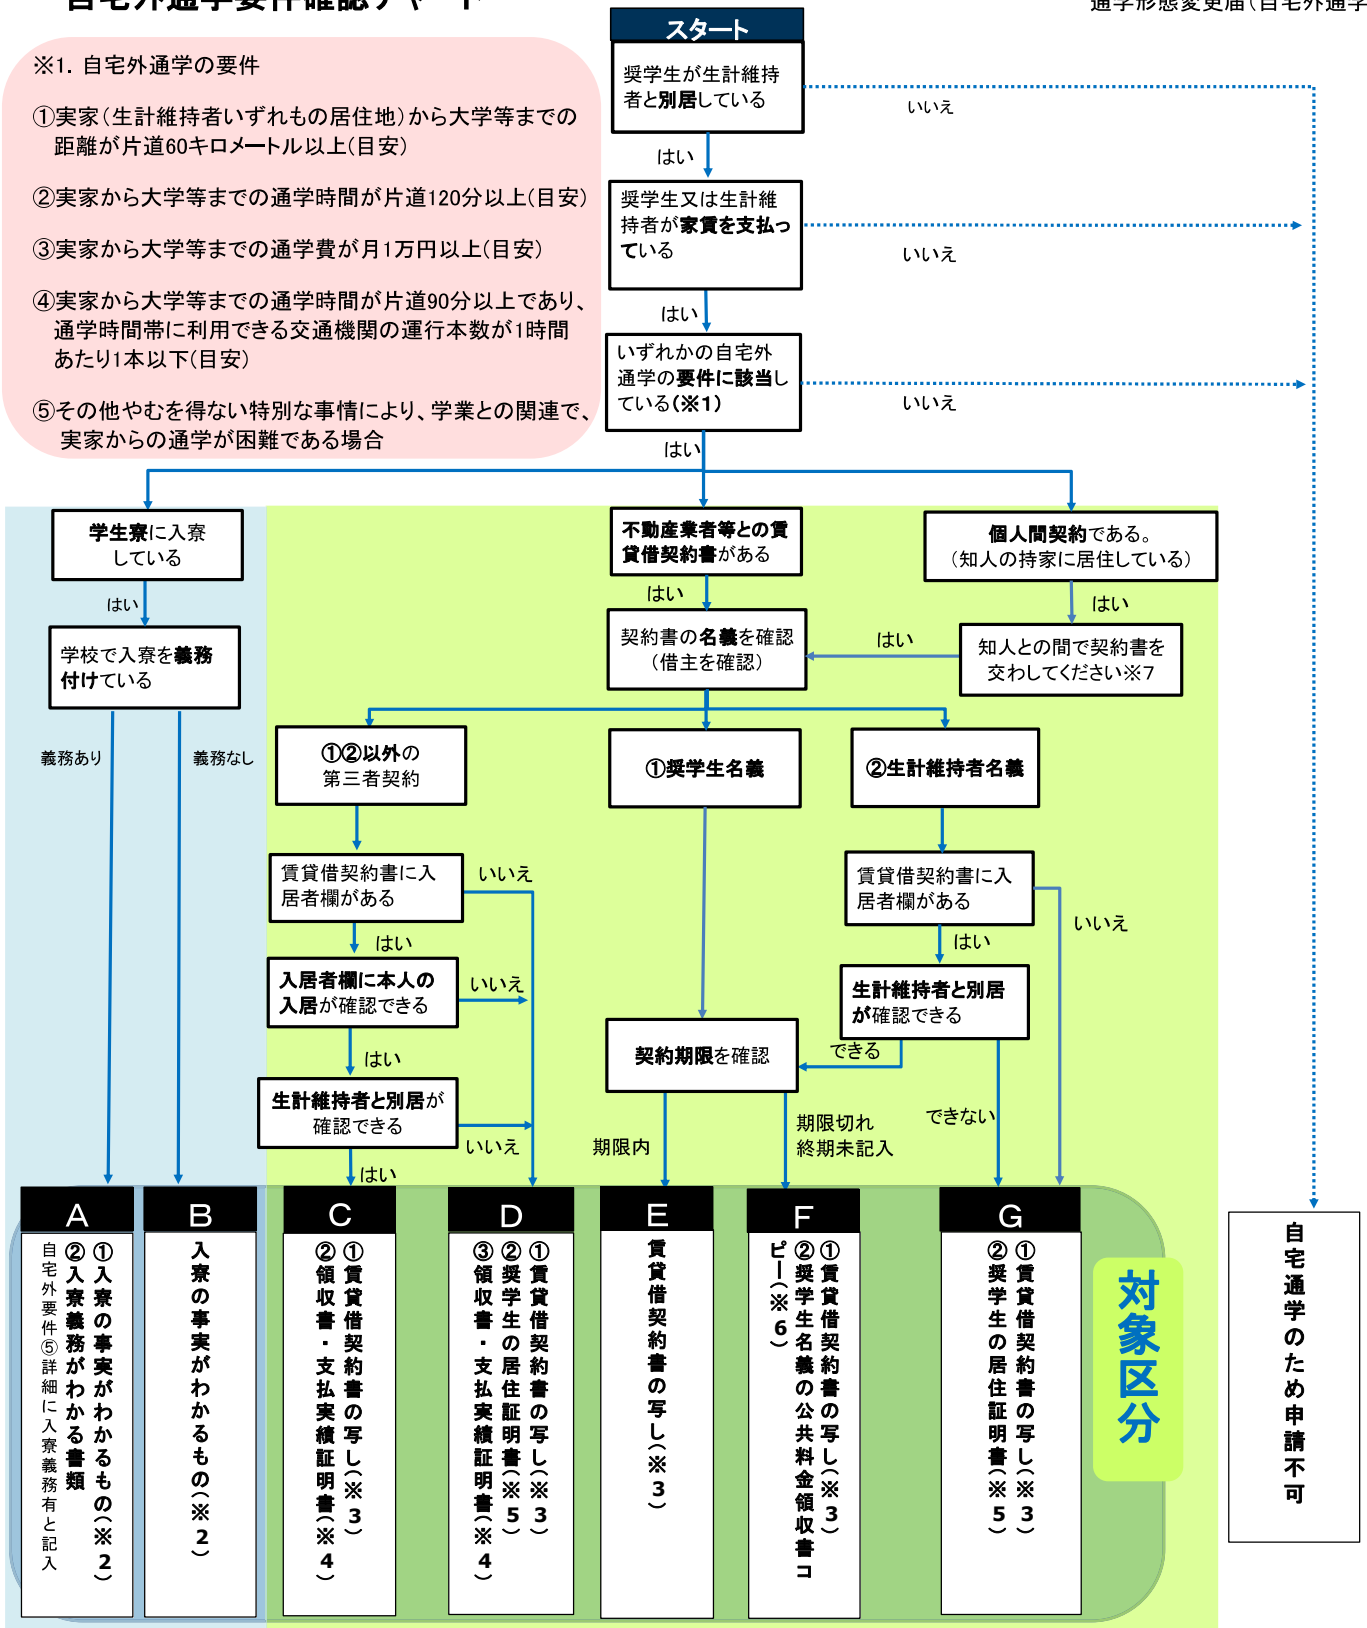 自宅外通学要件確認チャート
通学形態変更届(自宅外通学
スタート
※1. 自宅外通学の要件
①実家(生計維持者いずれもの居住地)から大学等までの
距離が片道60キロメートル以上(目安)
②実家から大学等までの通学時間が片道120分以上(目安)
③実家から大学等までの通学費が月1万円以上(目安)
④実家から大学等までの通学時間が片道90分以上であり、
通学時間帯に利用できる交通機関の運行本数が1時間
あたり1本以下(目安)
⑤その他やむを得ない特別な事情により、学業との関連で、
実家からの通学が困難である場合
奨学生が生計維持
者と別居している
いいえ
はい
奨学生又は生計維
持者が家賃を支払っ
ている
いいえ
はい
いずれかの自宅外
通学の要件に該当し
ている(※1)
いいえ
はい
学生寮に入寮
している
はい
学校で入寮を義務
付けている
義務あり
義務なし
不動産業者等との賃
貸借契約書がある
はい
契約書の名義を確認
(借主を確認)
個人間契約である。
(知人の持家に居住している)
はい
知人との間で契約書を
交わしてください※7
はい
①②以外の
第三者契約
①奨学生名義
②生計維持者名義
賃貸借契約書に入
居者欄がある
いいえ
はい
入居者欄に本人の
入居が確認できる
いいえ
はい
生計維持者と別居が
確認できる
いいえ
はい
賃貸借契約書に入
居者欄がある
いいえ
はい
生計維持者と別居
が確認できる
できる
できない
契約期限を確認
期限内
期限切れ
終期未記入
A
①入寮の事実がわかるもの(※2)
②入寮義務がわかる書類
自宅外要件⑤詳細に入寮義務有と記入
B
入寮の事実がわかるもの(※2)
C
①賃貸借契約書の写し(※3)
②領収書・支払実績証明書(※4)
D
①賃貸借契約書の写し(※3)
②奨学生の居住証明書(※5)
③領収書・支払実績証明書(※4)
E
賃貸借契約書の写し(※3)
F
①賃貸借契約書の写し(※3)
②奨学生名義の公共料金領収書コ
ピー(※6)
G
①賃貸借契約書の写し(※3)
②奨学生の居住証明書(※5)
対象区分
自宅通学のため申請不可